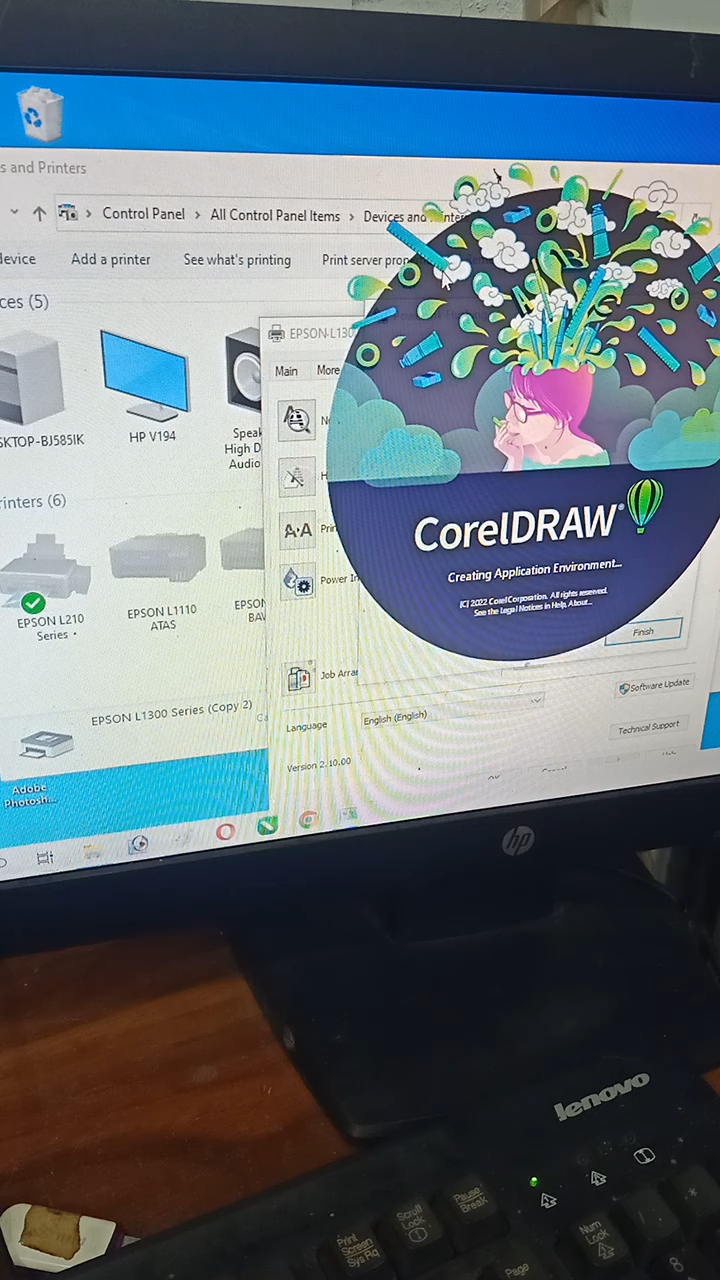 s and Printers
Control Panel > All Control Panel Items > Devices and
device Add a printer See what's printing Print server
ces (5)
EPSON-L130
Main More
SKTOP-BJ585IK
HP V194
Speak
High D
Audio
CorelDRAW®
Creating Application Environment...
(C) 2022 Corel Corporation. All rights reserved.
See the Legal Notices in Help, About...
Finish
Power
Job Arra
rinters (6)
EPSON L210
Series
EPSON L1110
ATAS
EPSON
BAV
EPSON L1300 Series (Copy 2)
Software Update
Language English (English)
Technical Support
Version 2.10.00
Adobe
Photosh...
hp
lenovo
Print
Screen
SysRq
Scroll
Lock
Pause
Break
Num
Lock
Page
8